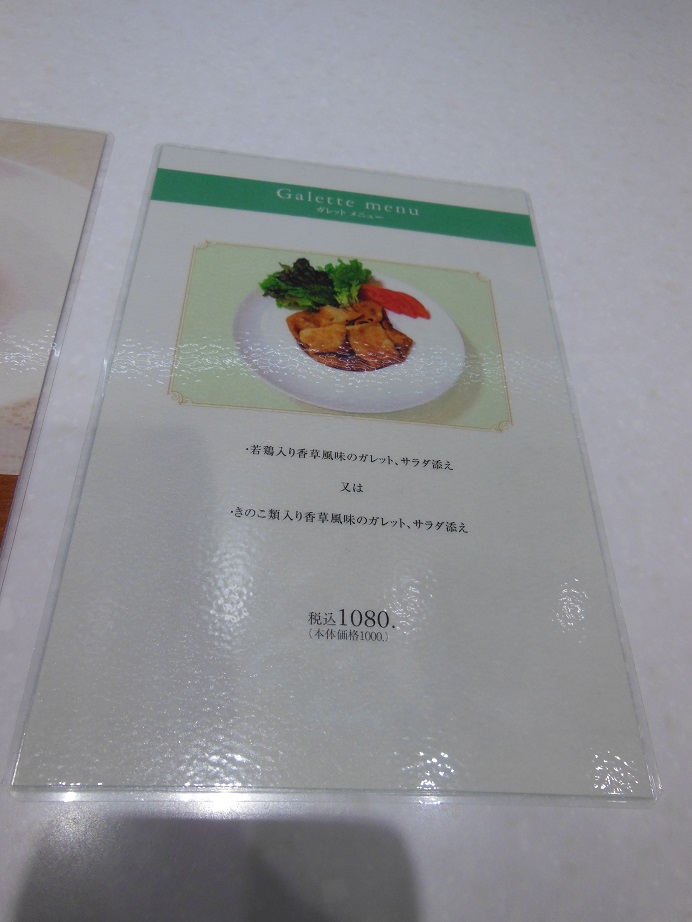 Galette menu
ガレット メニュー
・若鶏入り香草風味のガレット、サラダ添え
又は
・きのこ類入り香草風味のガレット、サラダ添え
税込1080.
(本体価格1000.)